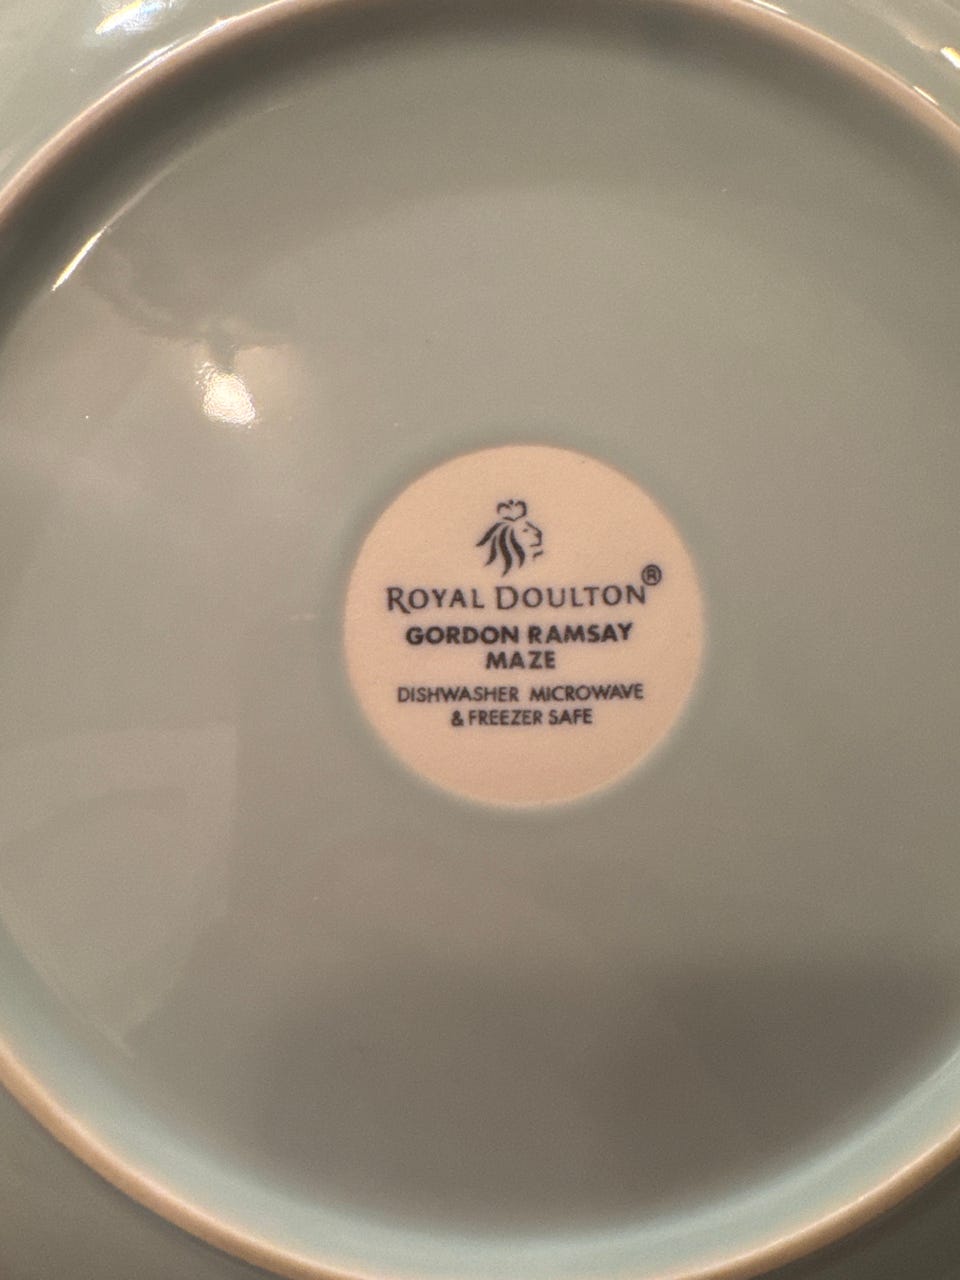 ROYAL DOULTON®
GORDON RAMSAY
MAZE
DISHWASHER MICROWAVE
& FREEZER SAFE